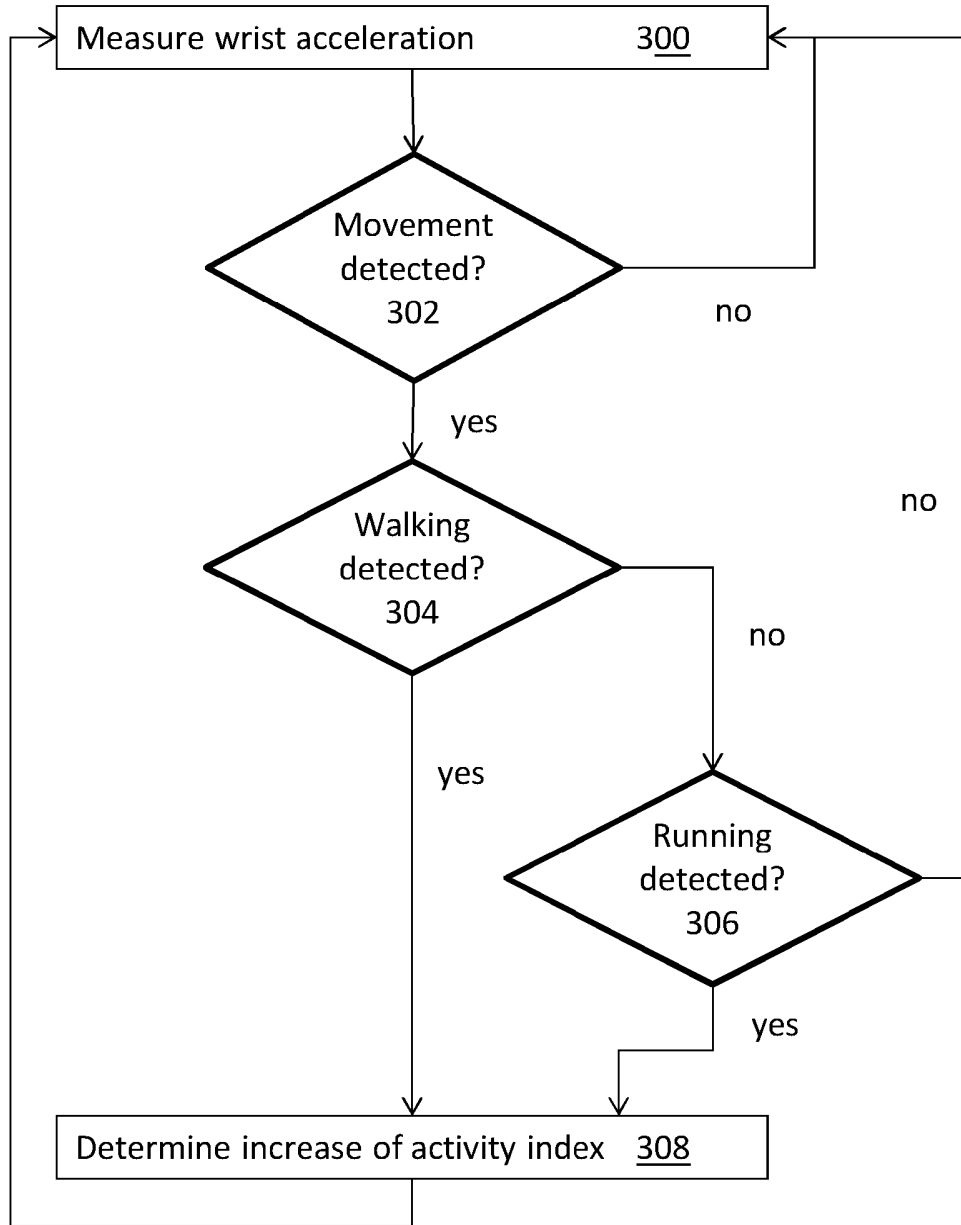 Measure wrist acceleration 300
Movement
detected?
302
no
yes
Walking
detected?
304
no
no
yes
Running
detected?
306
yes
Determine increase of activity index 308